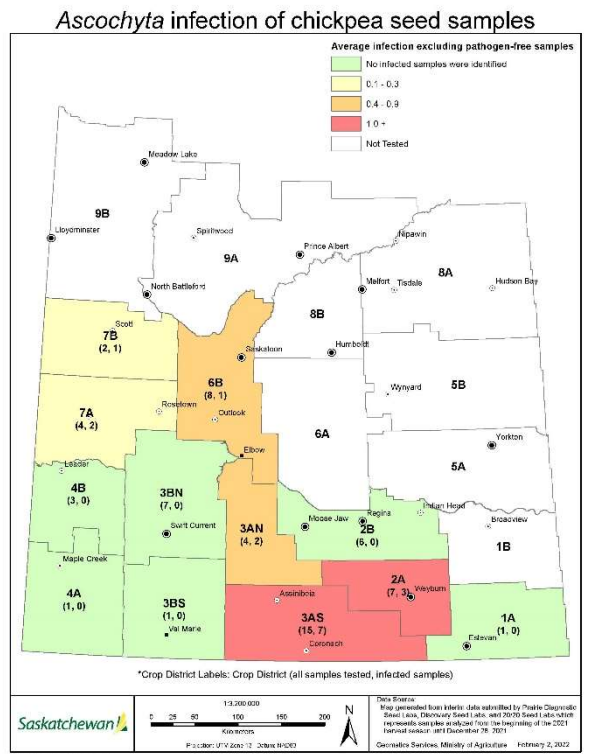 Ascochyta infection of chickpea seed samples
Average infection excluding pathogen-free samples
No infected samples were identified
0.1 - 0.3
0.4 - 0.9
1.0 +
Not Tested
Meadow Lake
9B
Lloydminster
Spiritwood
9A
Prince Albert
Nipawin
8A
North Battleford
Melfort
Tisdale
Hudson Bay
8B
Scott
7B
(2, 1)
Saskatoon
Humboldt
6B
(8, 1)
Wynyard
5B
7A
(4, 2)
Rosetown
Outlook
6A
Yorkton
Elbow
5A
Leader
4B
(3, 0)
3BN
(7, 0)
Swift Current
3AN
(4, 2)
Moose Jaw
Regina
2B
(6, 0)
Indian Head
Broadview
1B
Maple Creek
4A
(1, 0)
3BS
(1, 0)
Val Marie
Assiniboia
3AS
(15, 7)
Coronach
2A
(7, 3)
Weyburn
1A
(1, 0)
Estevan
*Crop District Labels: Crop District (all samples tested, infected samples)
Saskatchewan
1:3,200,000
0 25 50 100 150 200
Kilometers
Projection: UTM Zone 13 Datum: NAD83
N
Data Source:
Map generated from interim data submitted by Prairie Diagnostic
Seed Labs, Discovery Seed Labs, and 20/20 Seed Labs which
represents samples analyzed from the beginning of the 2021
harvest season until December 28, 2021
Geomatics Services, Ministry of Agriculture February 2, 2022